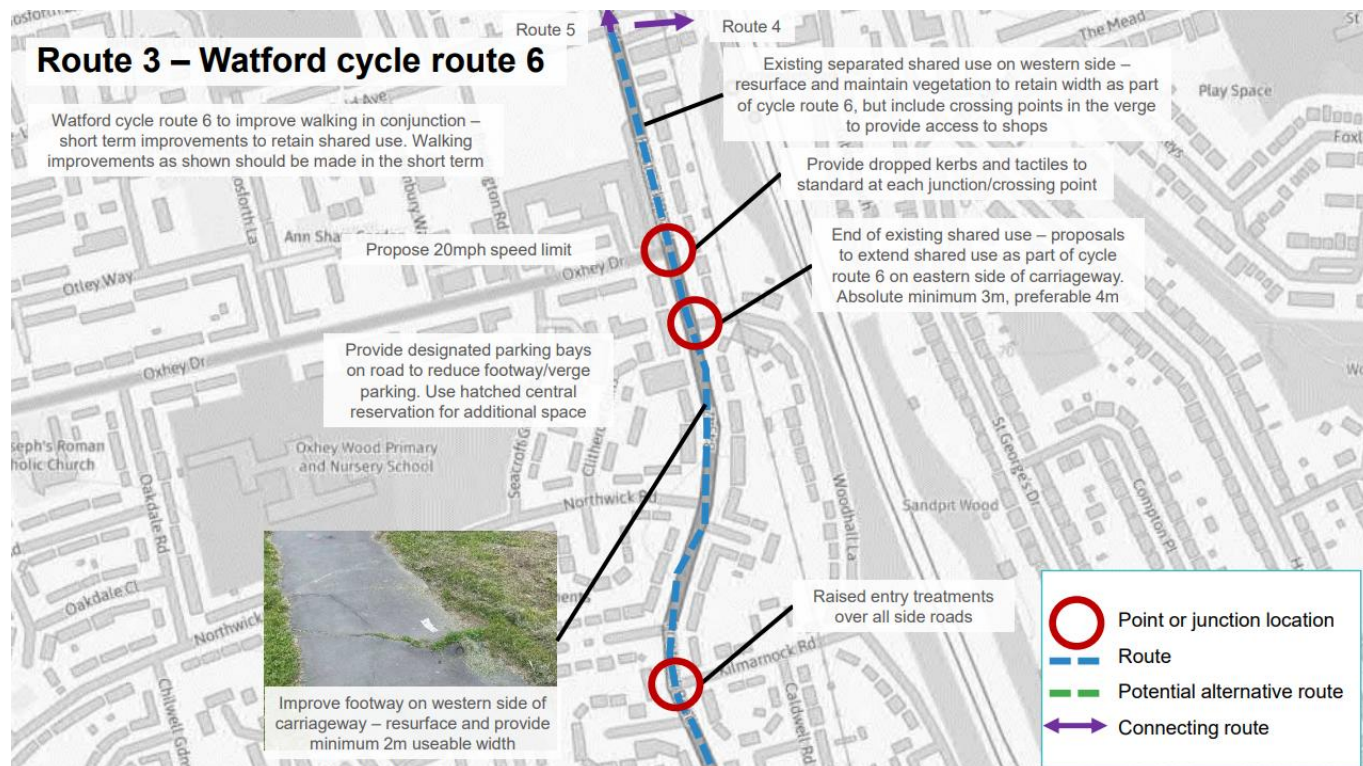 Route 5
Route 4
Route 3 – Watford cycle route 6
Watford cycle route 6 to improve walking in conjunction –
short term improvements to retain shared use. Walking
improvements as shown should be made in the short term
Existing separated shared use on western side –
resurface and maintain vegetation to retain width as part
of cycle route 6, but include crossing points in the verge
to provide access to shops
The Mead
Play Space
Provide dropped kerbs and tactiles to
standard at each junction/crossing point
Propose 20mph speed limit
End of existing shared use – proposals
to extend shared use as part of cycle
route 6 on eastern side of carriageway.
Absolute minimum 3m, preferable 4m
Otley Way
Oxhey Dr
Oxhey Dr
Provide designated parking bays
on road to reduce footway/verge
parking. Use hatched central
reservation for additional space
Oxhey Wood Primary
and Nursery School
Oakdale Rd
Northwick Rd
Woodhall La
Sandpit Wood
St George's Dr
Compton Pl
Oakdale Cl
Northwick
Raised entry treatments
over all side roads
Kilmarnock Rd
Caldwell Rd
Improve footway on western side of
carriageway – resurface and provide
minimum 2m useable width
Point or junction location
Route
Potential alternative route
Connecting route